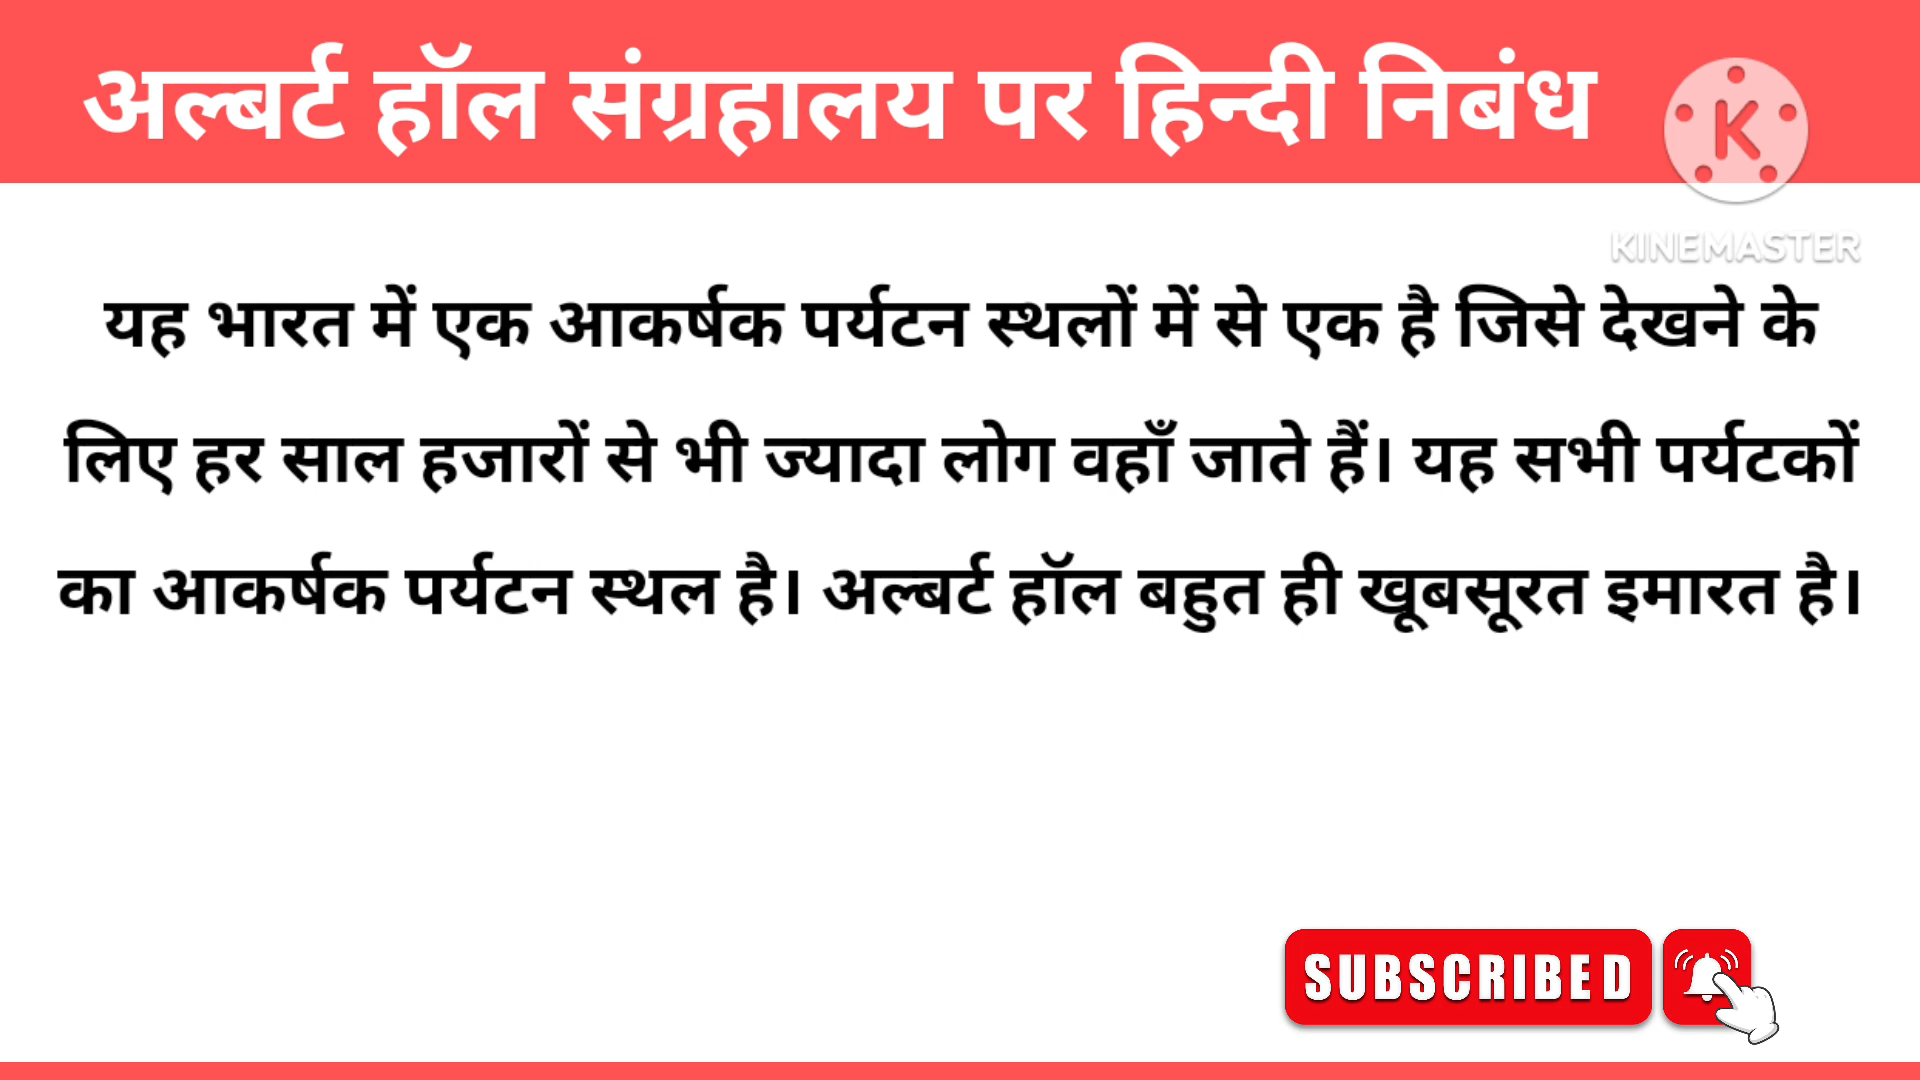 अल्बर्ट हॉल संग्रहालय पर हिन्दी निबंध
K
KINEMASTER
यह भारत में एक आकर्षक पर्यटन स्थलों में से एक है जिसे देखने के
लिए हर साल हजारों से भी ज्यादा लोग वहाँ जाते हैं। यह सभी पर्यटकों
का आकर्षक पर्यटन स्थल है। अल्बर्ट हॉल बहुत ही खूबसूरत इमारत है।
SUBSCRIBED